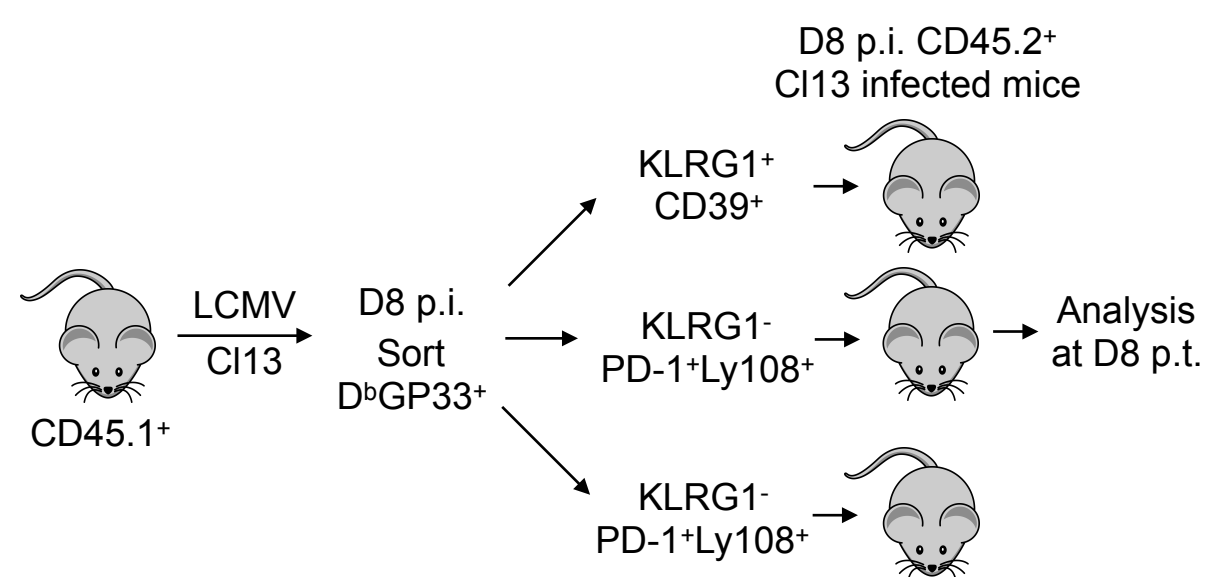 D8 p.i. CD45.2⁺
Cl13 infected mice
KLRG1⁺
CD39⁺
LCMV
Cl13
CD45.1⁺
D8 p.i.
Sort
DᵇGP33⁺
KLRG1⁻
PD-1⁺Ly108⁺
Analysis
at D8 p.t.
KLRG1⁻
PD-1⁺Ly108⁺